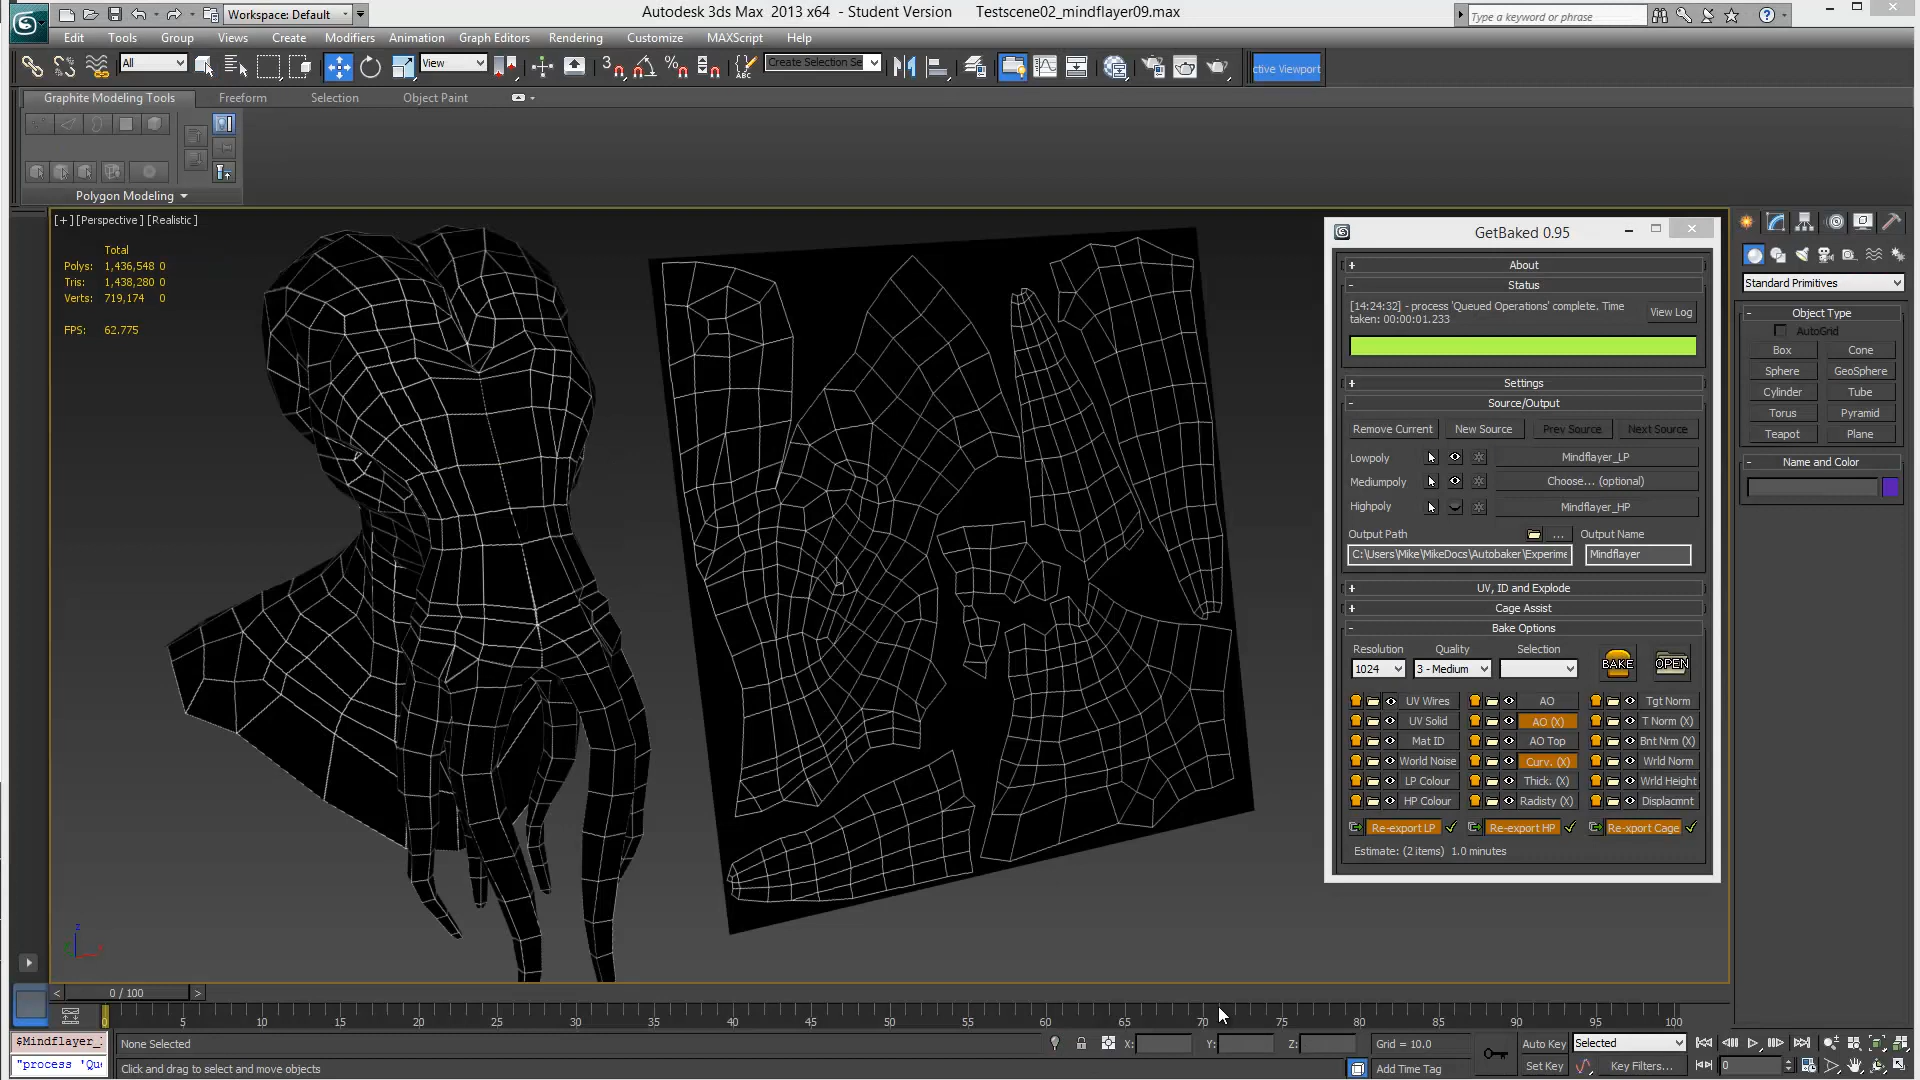 Workspace: Default
Autodesk 3ds Max 2013 x64 - Student Version Testscene02_mindflayer09.max
Type a keyword or phrase
Edit Tools Group Views Create Modifiers Animation Graph Editors Rendering Customize MAXScript Help
All
View
Create Selection Se
ctive Viewport
Graphite Modeling Tools Freeform Selection Object Paint
Polygon Modeling
[+] [Perspective] [Realistic]
Total
Polys: 1,436,548 0
Tris: 1,438,280 0
Verts: 719,174 0
FPS: 62.775
GetBaked 0.95
+ About
- Status
[14:24:32] - process 'Queued Operations' complete. Time
taken: 00:00:01.233
View Log
+ Settings
- Source/Output
Remove Current New Source Prev Source Next Source
Lowpoly Mindflayer_LP
Mediumpoly Choose... (optional)
Highpoly Mindflayer_HP
Output Path ... Output Name
C:\Users\Mike\MikeDocs\Autobaker\Experime Mindflayer
+ UV, ID and Explode
+ Cage Assist
- Bake Options
Resolution Quality Selection
1024 3 - Medium BAKE OPEN
UV Wires AO Tgt Norm
UV Solid AO (X) T Norm (X)
Mat ID AO Top Bnt Nrm (X)
World Noise Curv. (X) Wrld Norm
LP Colour Thick. (X) Wrld Height
HP Colour Radisty (X) Displacmnt
Re-export LP Re-export HP Re-xport Cage
Estimate: (2 items) 1.0 minutes
Standard Primitives
- Object Type
AutoGrid
Box Cone
Sphere GeoSphere
Cylinder Tube
Torus Pyramid
Teapot Plane
- Name and Color
z
< 0 / 100 >
0 5 10 15 20 25 30 35 40 45 50 55 60 65 70 75 80 85 90 95 100
$Mindflayer_
"process 'Qu
None Selected
X: Y: Z: Grid = 10.0
Auto Key Selected
Click and drag to select and move objects
Add Time Tag
Set Key Key Filters... 0